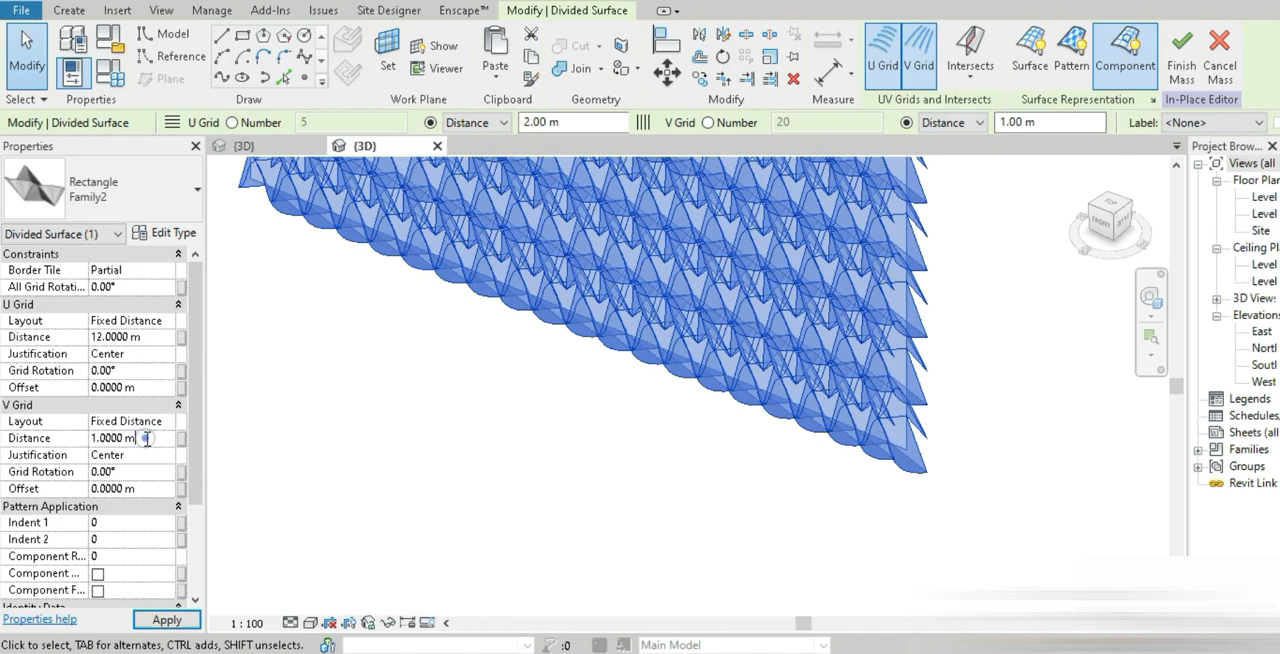 File Create Insert View Manage Add-Ins Issues Site Designer Enscape™ Modify | Divided Surface
Modify
Select
Properties
Model
Reference
Plane
Draw
Set
Show
Viewer
Work Plane
Paste
Clipboard
Cut
Join
Geometry
Modify
Measure
U Grid V Grid
Intersects
UV Grids and Intersects
Surface Pattern Component
Surface Representation
Finish Mass
Cancel Mass
In-Place Editor
Modify | Divided Surface U Grid Number 5 Distance 2.00 m V Grid Number 20 Distance 1.00 m Label: <None>
Properties
{3D} {3D}
Rectangle
Family2
Divided Surface (1) Edit Type
Constraints
Border Tile Partial
All Grid Rotati... 0.00°
U Grid
Layout Fixed Distance
Distance 12.0000 m
Justification Center
Grid Rotation 0.00°
Offset 0.0000 m
V Grid
Layout Fixed Distance
Distance 1.0000 m
Justification Center
Grid Rotation 0.00°
Offset 0.0000 m
Pattern Application
Indent 1 0
Indent 2 0
Component R... 0
Component ...
Component F...
Identity Data
Properties help Apply
TOP
FRONT
Project Brow...
Views (all
Floor Plan
Level
Level
Site
Ceiling Pl
Level
Level
3D View:
Elevations
East
Nortl
Soutl
West
Legends
Schedules,
Sheets (all
Families
Groups
Revit Link
1 : 100
Click to select, TAB for alternates, CTRL adds, SHIFT unselects. :0 Main Model